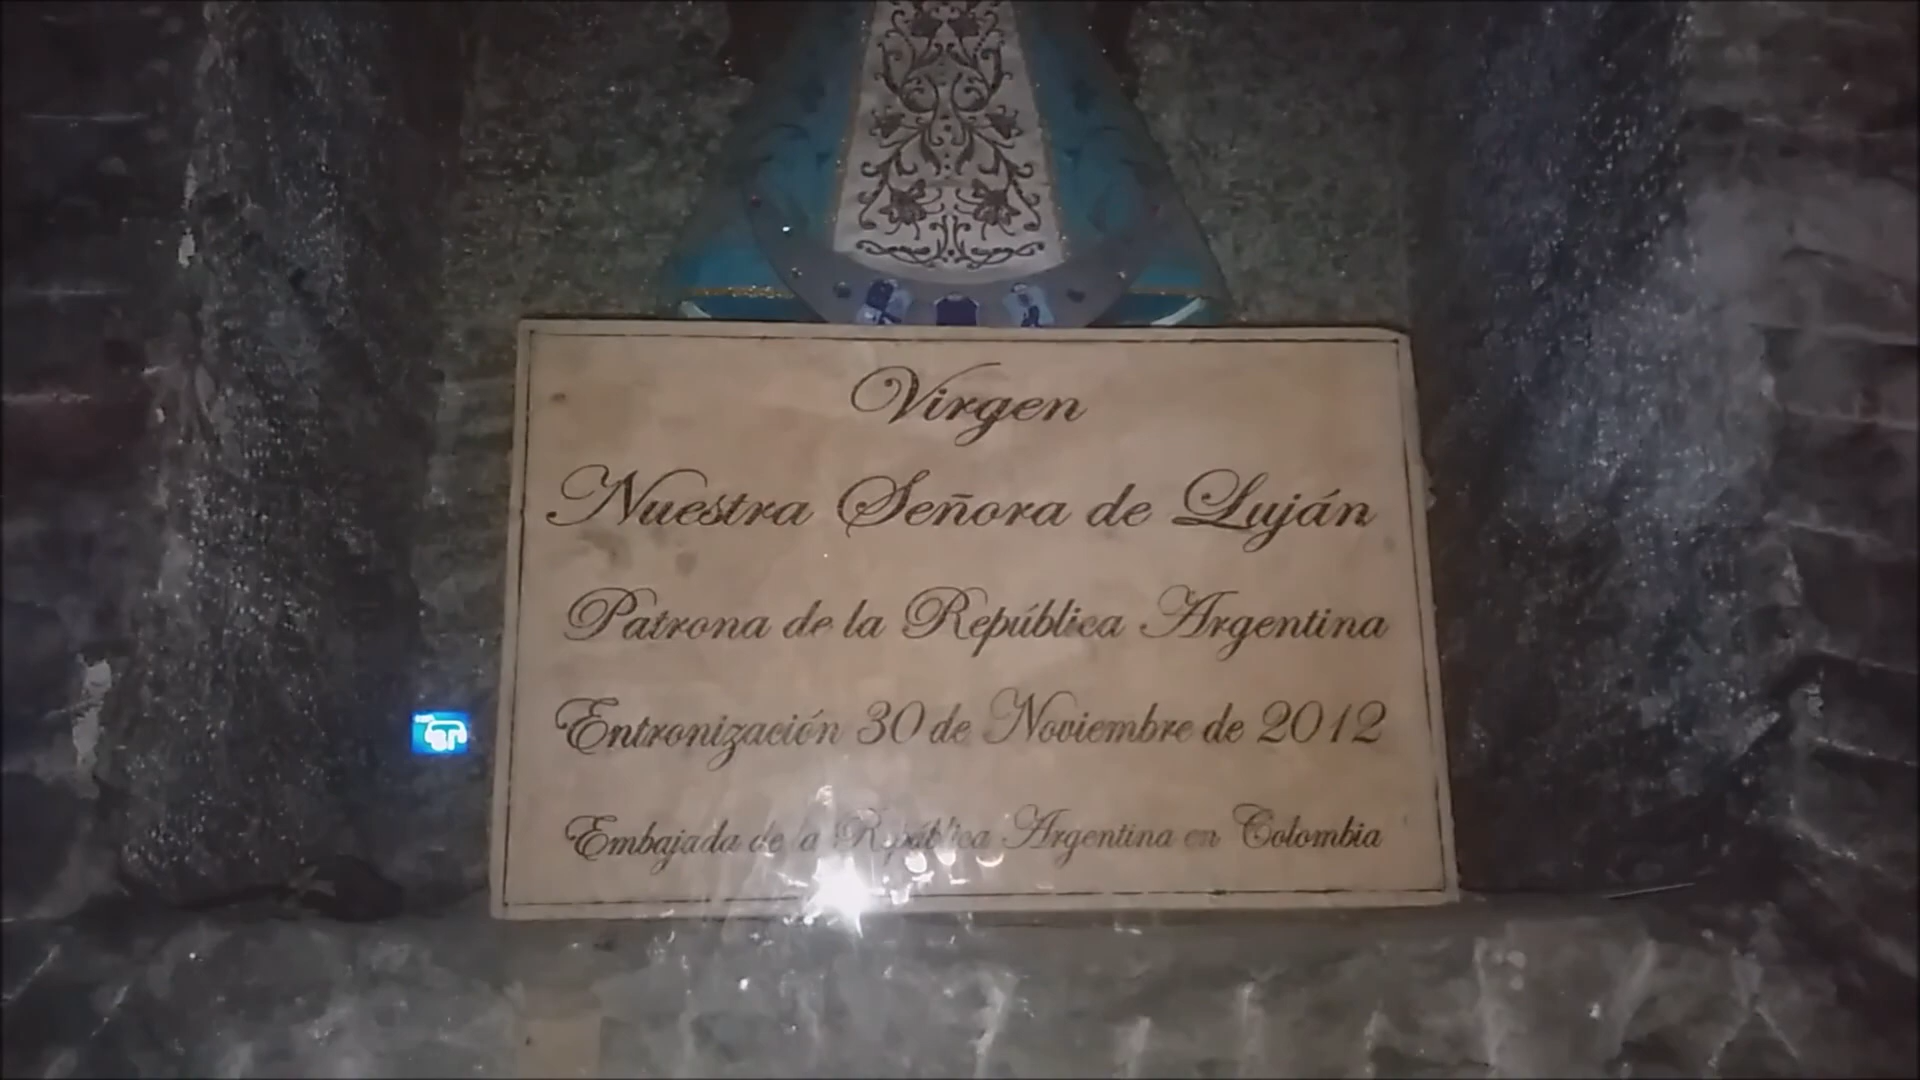 Virgen
Nuestra Señora de Luján
Patrona de la República Argentina
Entronización 30 de Noviembre de 2012
Embajada de la República Argentina en Colombia